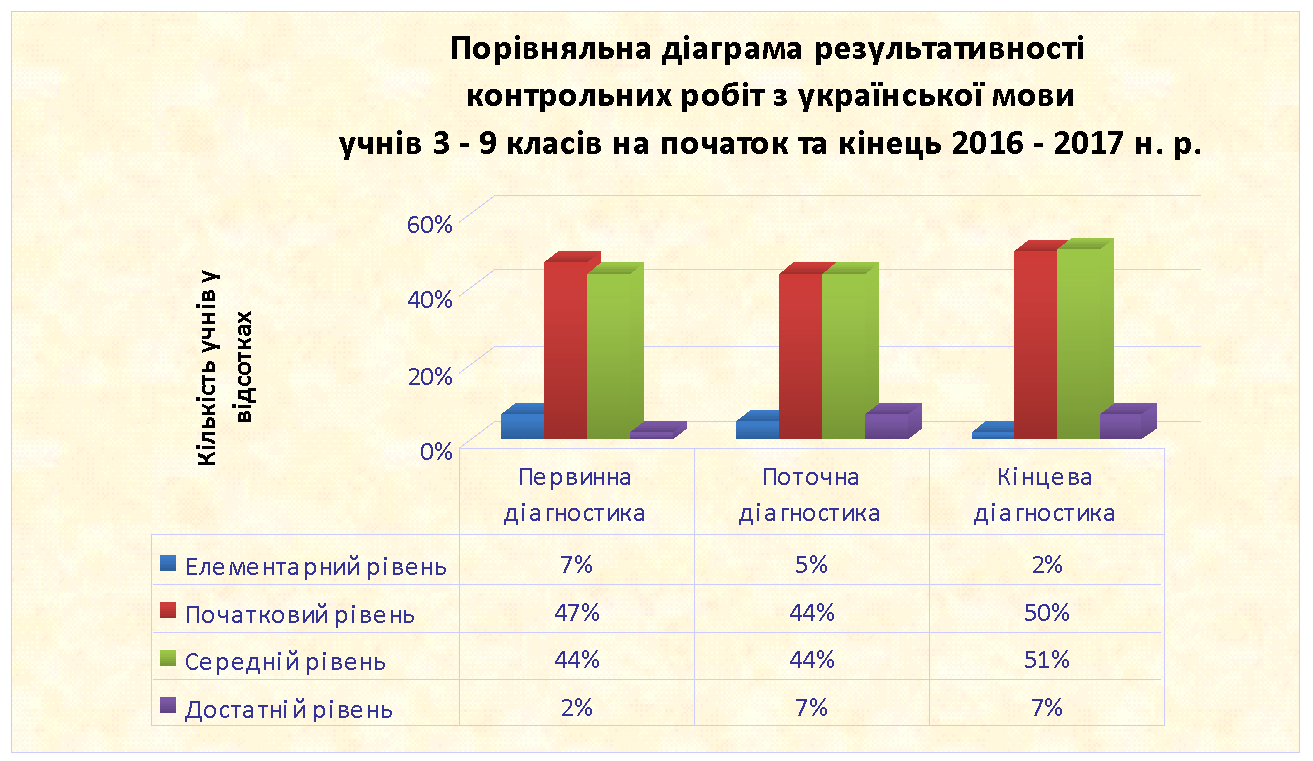 Порівняльна діаграма результативності
контрольних робіт з української мови
учнів 3 - 9 класів на початок та кінець 2016 - 2017 н. р.
Кількість учнів у
відсотках
60%
40%
20%
0%
Первинна діагностика
Поточна діагностика
Кінцева діагностика
Елементарний рівень 7% 5% 2%
Початковий рівень 47% 44% 50%
Середній рівень 44% 44% 51%
Достатній рівень 2% 7% 7%